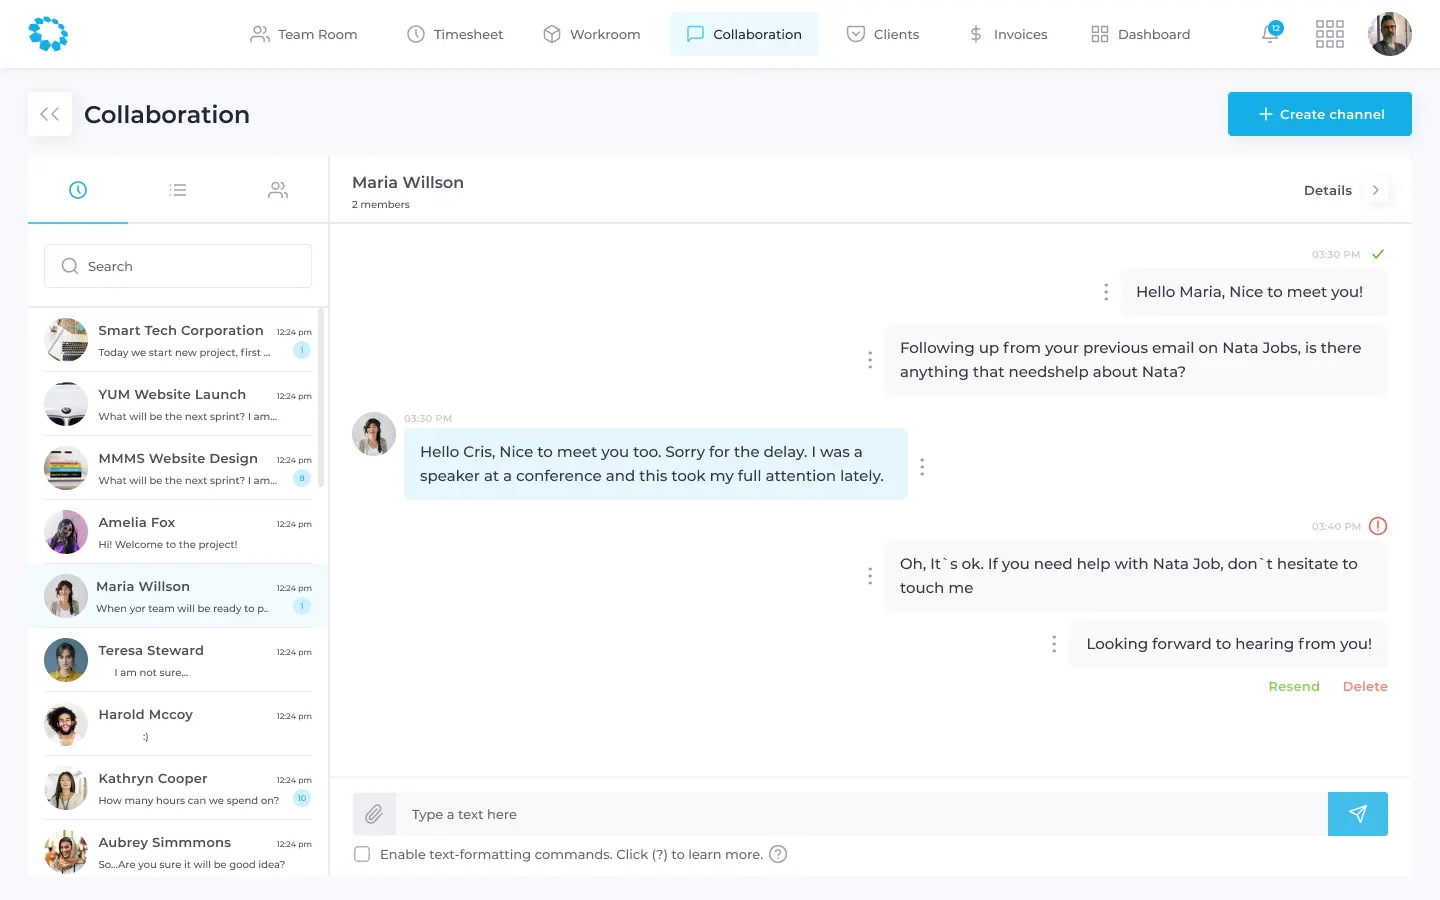 Team Room
Timesheet
Workroom
Collaboration
Clients
Invoices
Dashboard
12
Collaboration
Create channel
Search
Smart Tech Corporation 12:24 pm
Today we start new project, first ... 1
YUM Website Launch 12:24 pm
What will be the next sprint? I am...
MMMS Website Design 12:24 pm
What will be the next sprint? I am... 8
Amelia Fox 12:24 pm
Hi! Welcome to the project!
Maria Willson 12:24 pm
When yor team will be ready to p.. 1
Teresa Steward 12:24 pm
I am not sure...
Harold Mccoy 12:24 pm
:)
Kathryn Cooper 12:24 pm
How many hours can we spend on? 10
Aubrey Simmmons 12:24 pm
So...Are you sure it will be good idea?
Maria Willson
2 members
Details
03:30 PM
Hello Maria, Nice to meet you!
Following up from your previous email on Nata Jobs, is there
anything that needshelp about Nata?
03:30 PM
Hello Cris, Nice to meet you too. Sorry for the delay. I was a
speaker at a conference and this took my full attention lately.
03:40 PM
Oh, It`s ok. If you need help with Nata Job, don`t hesitate to
touch me
Looking forward to hearing from you!
Resend Delete
Type a text here
Enable text-formatting commands. Click (?) to learn more. ?